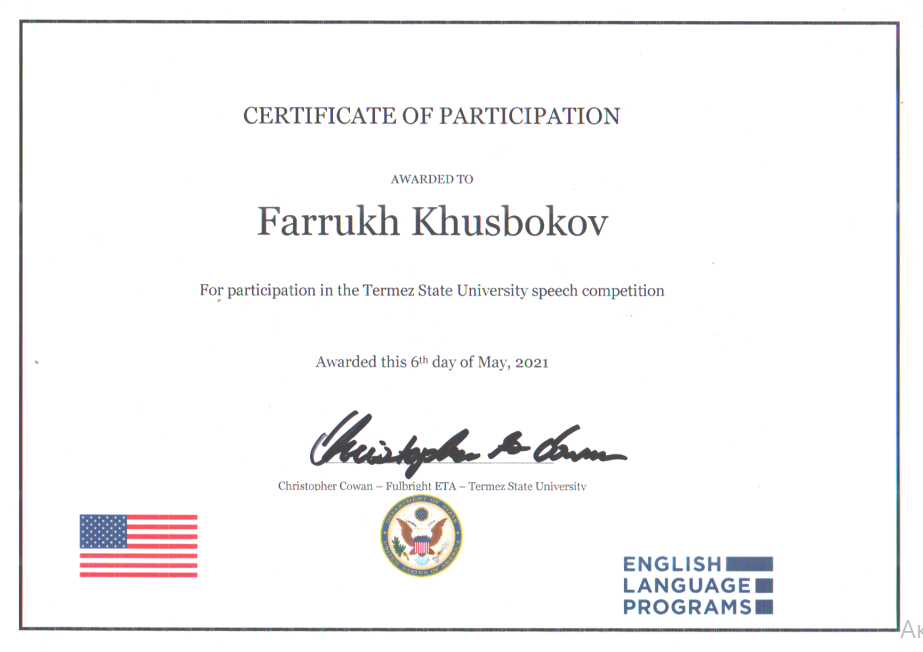 CERTIFICATE OF PARTICIPATION
AWARDED TO
Farrukh Khusbokov
For participation in the Termez State University speech competition
Awarded this 6th day of May, 2021
Christopher Cowan
Christopher Cowan – Fulbright ETA – Termez State University
DEPARTMENT OF STATE
UNITED STATES OF AMERICA
ENGLISH
LANGUAGE
PROGRAMS